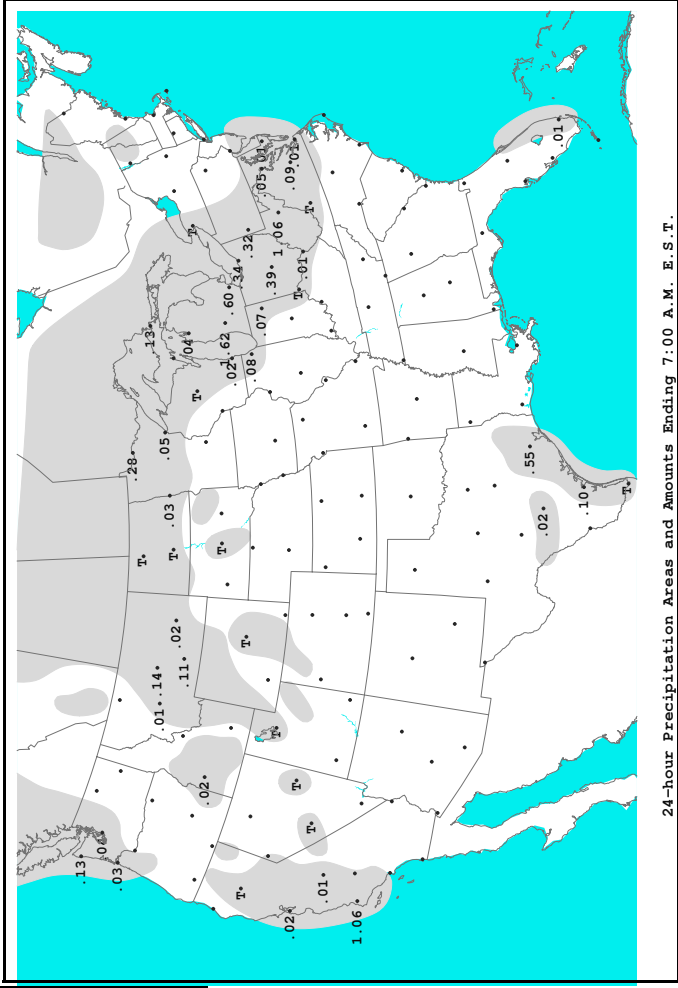 .13
.03
.28
T
.13
.01 .14
.05
.03
T
.02
.11
.04
T
T
.02
T
1.62
.60
.02
.34
T
T
.32
.08
.07
.05
.01
.39
T
1.06
.02
.09
.01
T
T
.01
T
T
.01
1.06
.55
.02
.01
.10
T
24-hour Precipitation Areas and Amounts Ending 7:00 A.M. E.S.T.